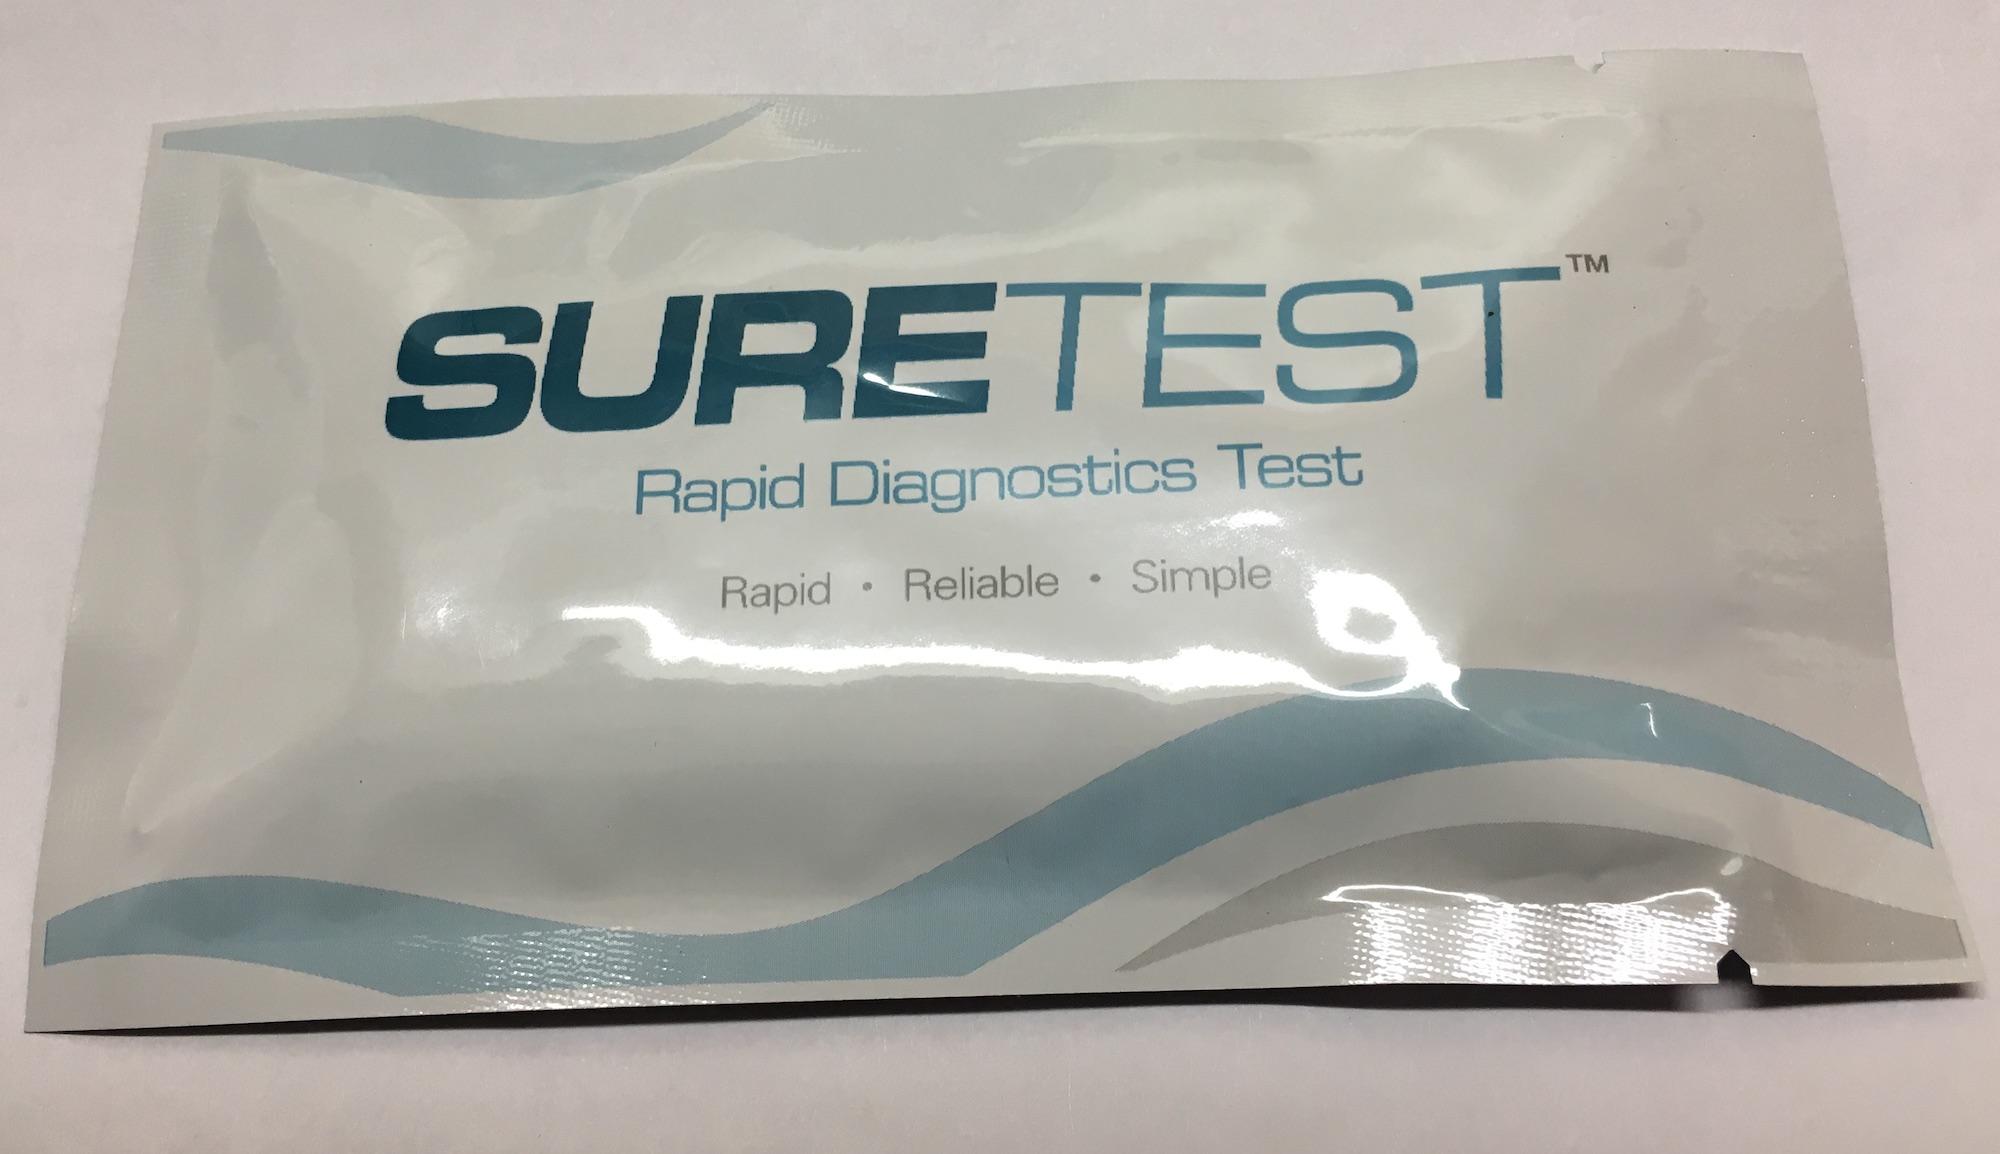 SURETEST™
Rapid Diagnostics Test
Rapid • Reliable • Simple